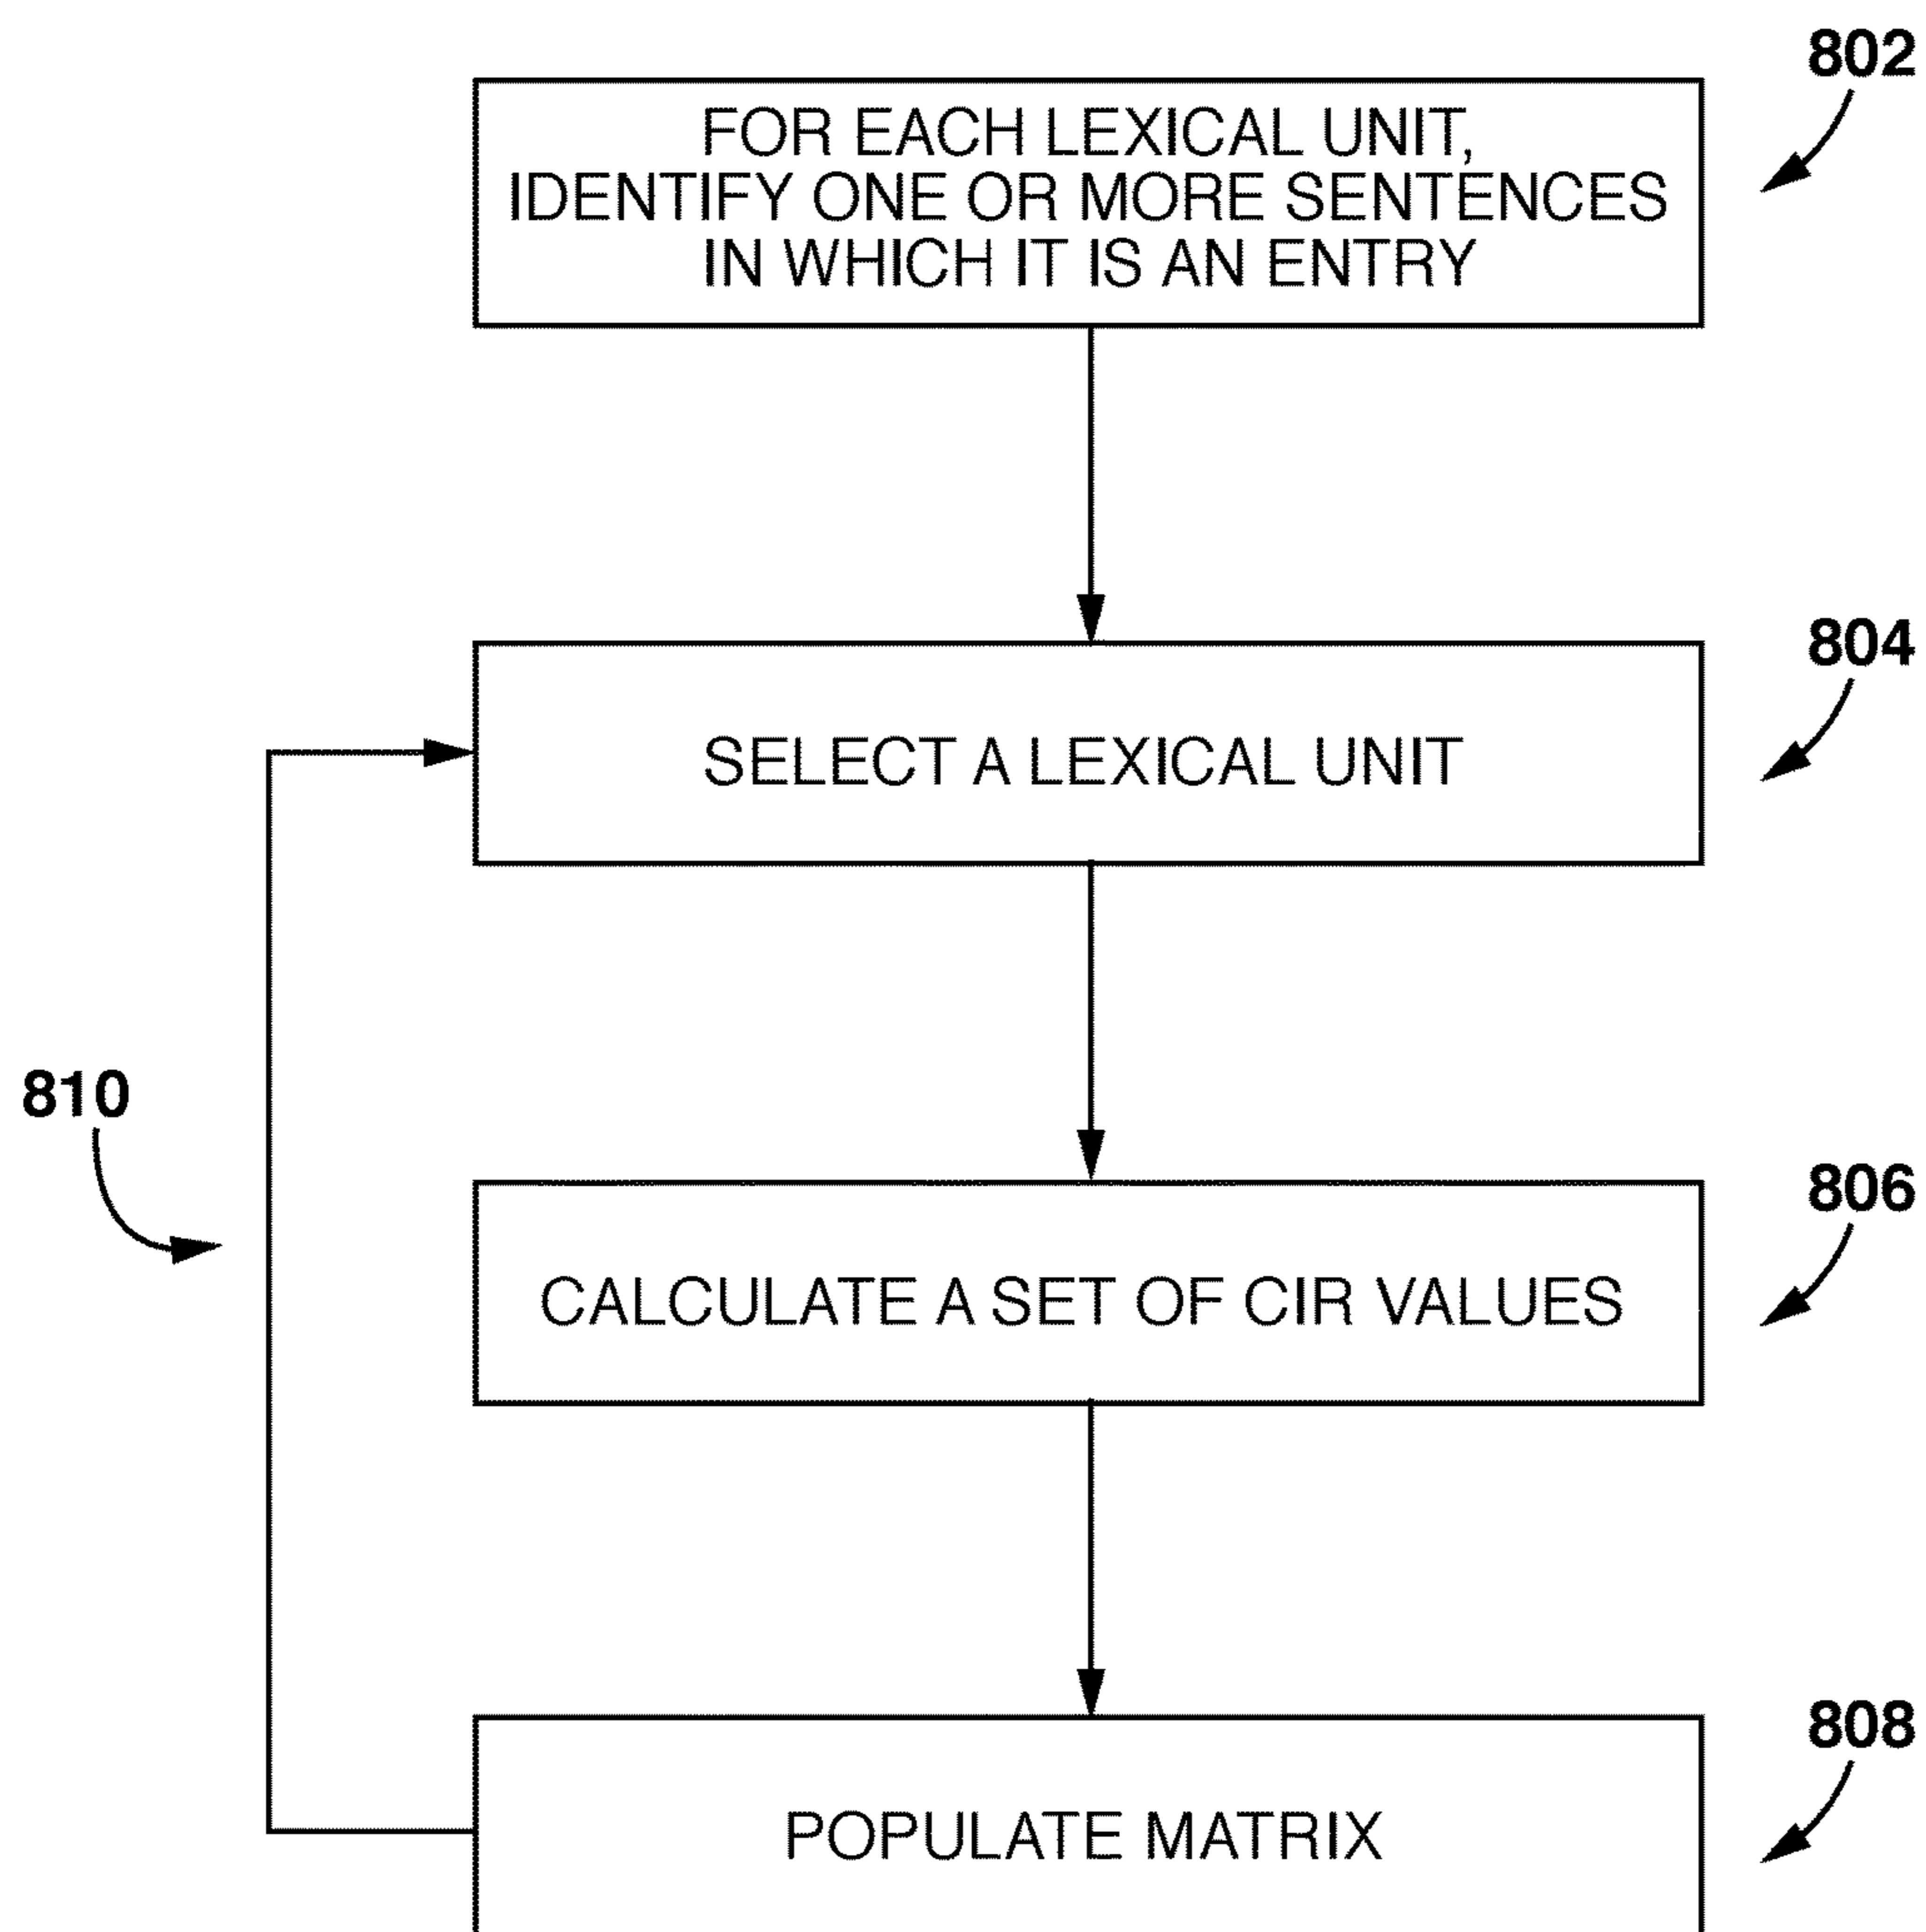 802
FOR EACH LEXICAL UNIT,
IDENTIFY ONE OR MORE SENTENCES
IN WHICH IT IS AN ENTRY
804
SELECT A LEXICAL UNIT
810
806
CALCULATE A SET OF CIR VALUES
808
POPULATE MATRIX